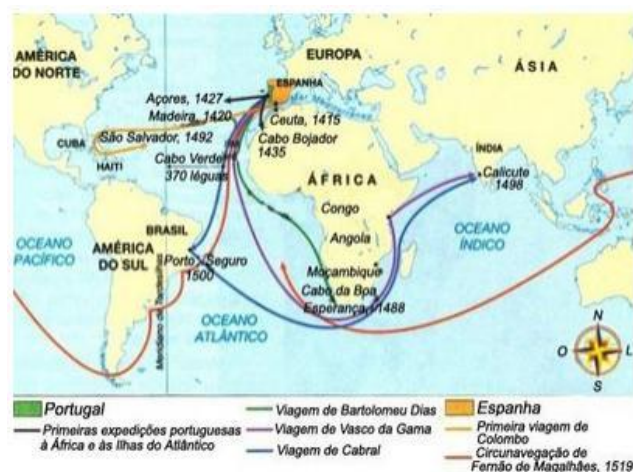 AMÉRICA
DO NORTE
EUROPA
ÁSIA
ESPANHA
Açores, 1427
Madeira, 1420
Ceuta, 1415
Cabo Bojador
1435
São Salvador, 1492
CUBA
HAITI
Cabo Verde
370 léguas
ÁFRICA
ÍNDIA
Calicute
1498
Congo
Angola
BRASIL
OCEANO
PACÍFICO
AMÉRICA
DO SUL
Porto Seguro
1500
OCEANO
ÍNDICO
Moçambique
Cabo da Boa
Esperança, 1488
OCEANO
ATLÂNTICO
Meridiano de Tordesilhas
N
O
L
S
Portugal
Primeiras expedições portuguesas
à África e às Ilhas do Atlântico
Viagem de Bartolomeu Dias
Viagem de Vasco da Gama
Viagem de Cabral
Espanha
Primeira viagem de
Colombo
Circunavegação de
Fernão de Magalhães, 1519